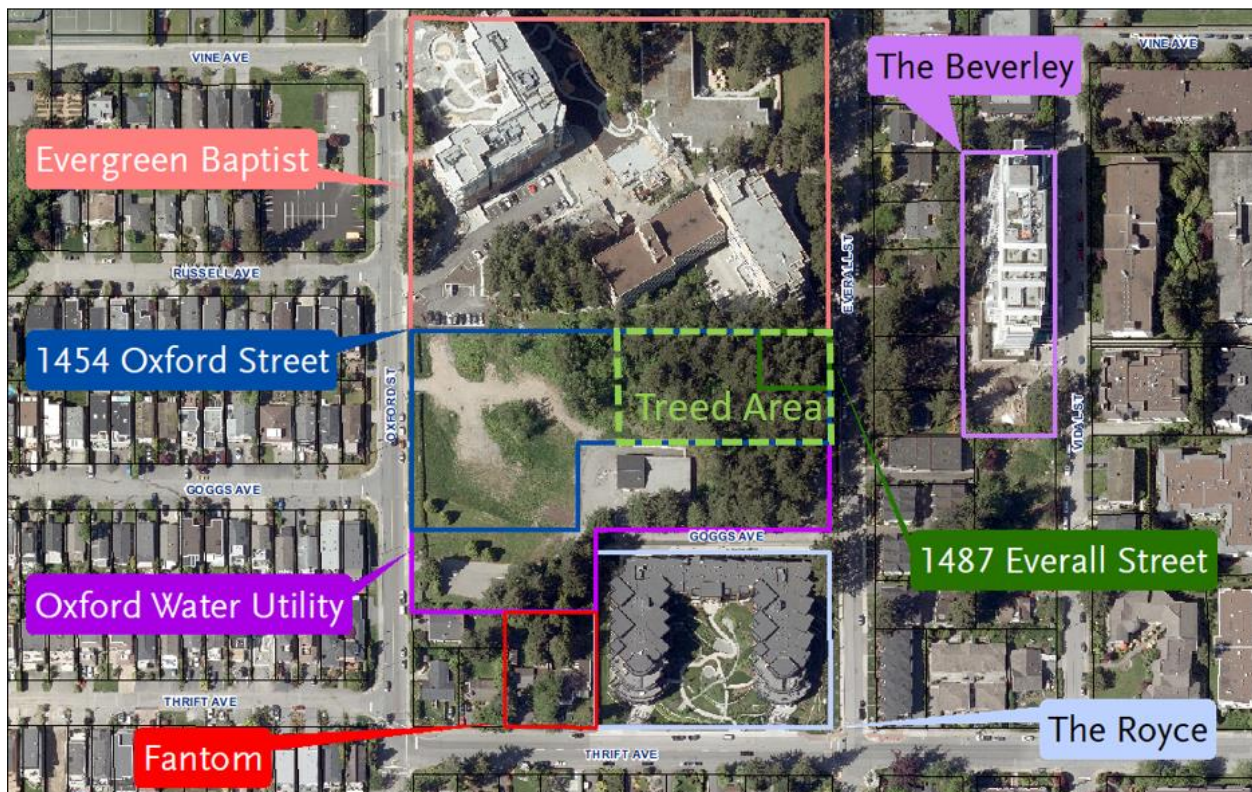 VINE AVE
VINE AVE
The Beverley
Evergreen Baptist
RUSSELL AVE
EVERALL ST
1454 Oxford Street
OXFORD ST
Treed Area
VIDAL ST
GOGGS AVE
GOGGS AVE
1487 Everall Street
Oxford Water Utility
THRIFT AVE
The Royce
Fantom
THRIFT AVE